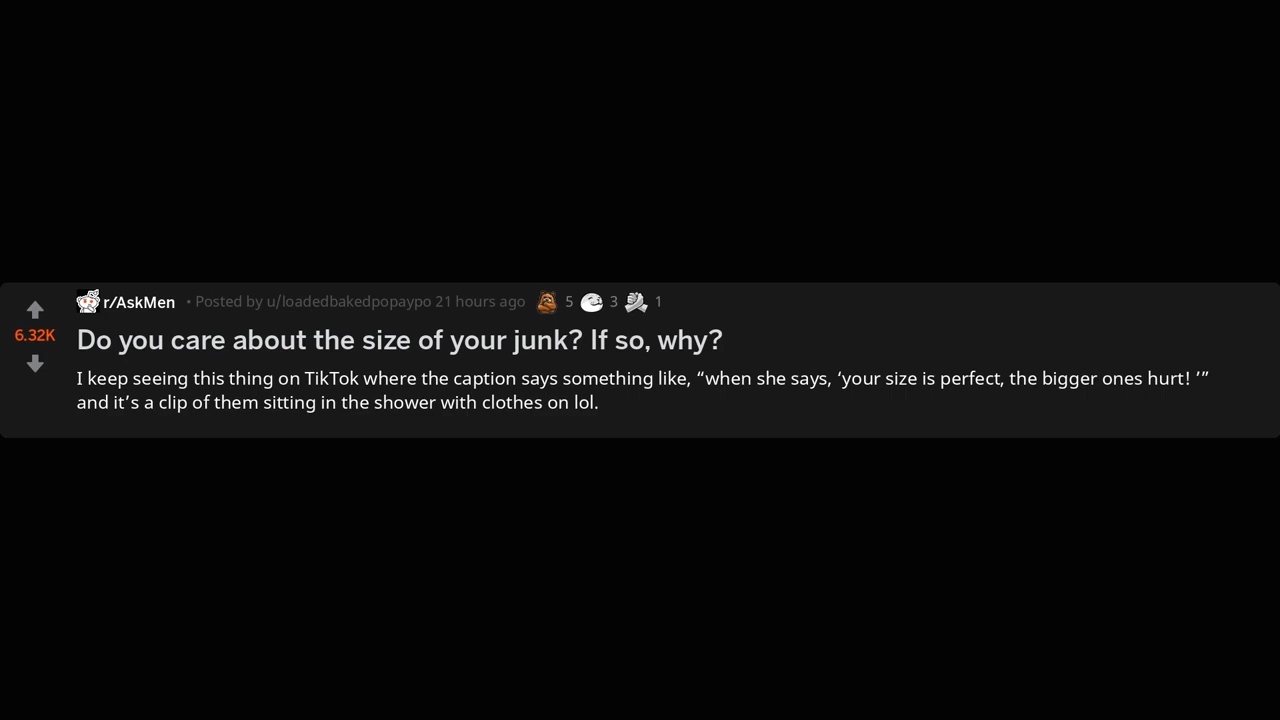 r/AskMen • Posted by u/loadedbakedpopaypo 21 hours ago 5 3 1
6.32K
Do you care about the size of your junk? If so, why?
I keep seeing this thing on TikTok where the caption says something like, “when she says, ‘your size is perfect, the bigger ones hurt! ’”
and it’s a clip of them sitting in the shower with clothes on lol.